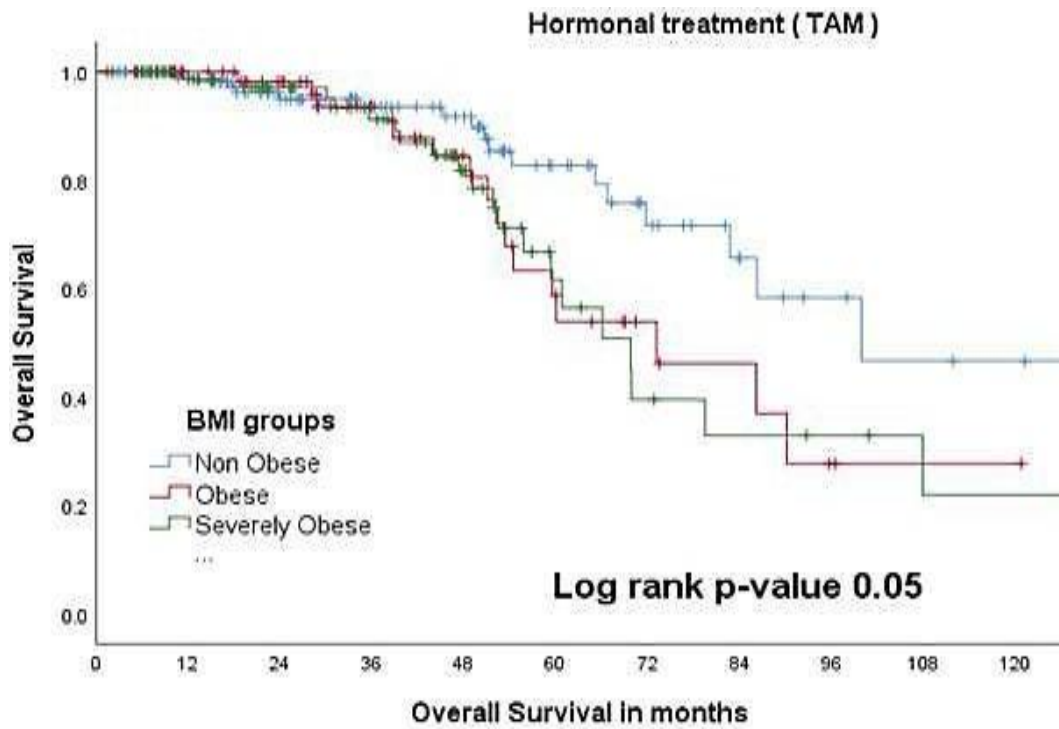 Hormonal treatment ( TAM )
1.0
0.8
0.6
0.4
0.2
0.0
Overall Survival
BMI groups
Non Obese
Obese
Severely Obese
...
Log rank p-value 0.05
0 12 24 36 48 60 72 84 96 108 120
Overall Survival in months